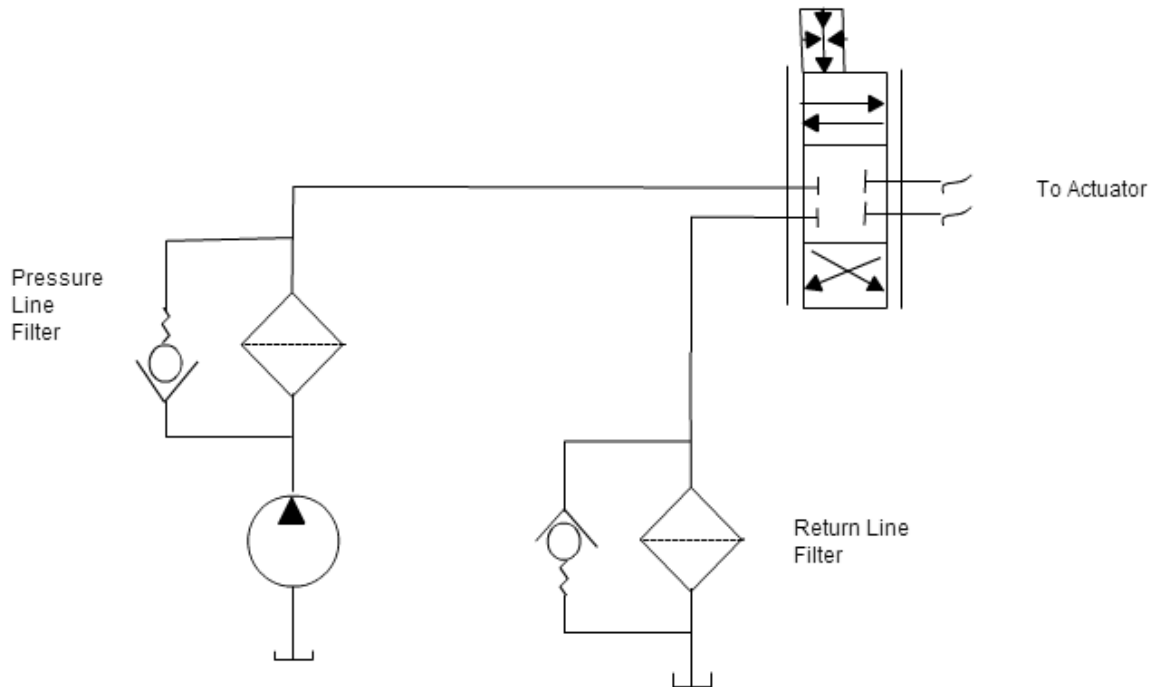 To Actuator
Pressure
Line
Filter
Return Line
Filter